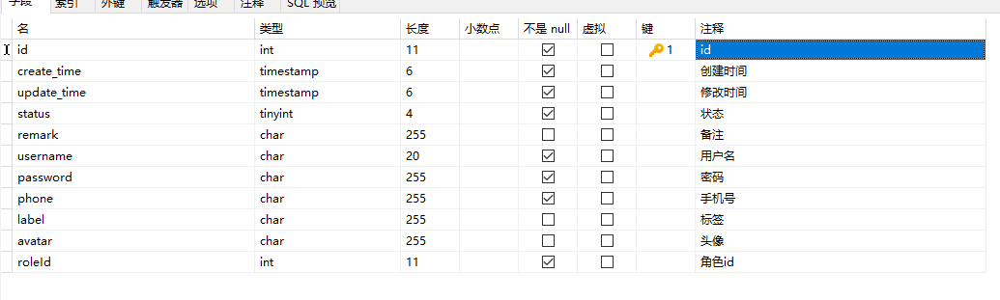 字段 索引 外键 触发器 选项 注释 SQL 预览
名 类型 长度 小数点 不是 null 虚拟 键 注释
id int 11 1 id
create_time timestamp 6 创建时间
update_time timestamp 6 修改时间
status tinyint 4 状态
remark char 255 备注
username char 20 用户名
password char 255 密码
phone char 255 手机号
label char 255 标签
avatar char 255 头像
roleId int 11 角色id